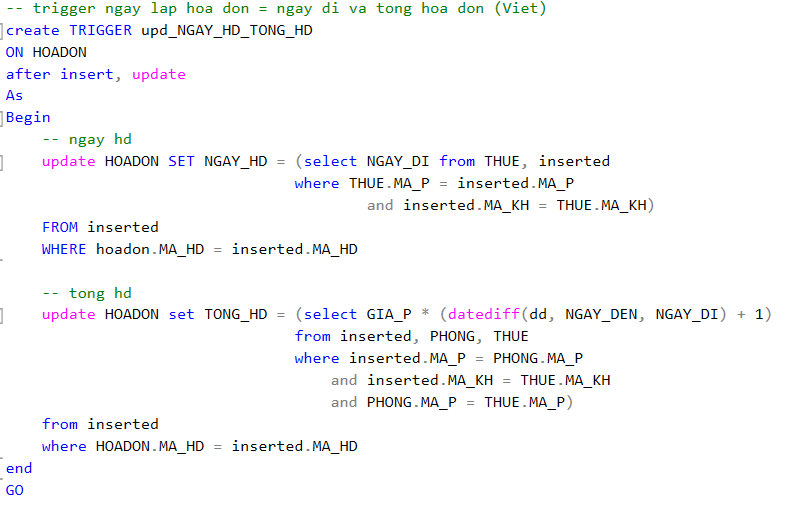 -- trigger ngay lap hoa don = ngay di va tong hoa don (Viet)
create TRIGGER upd_NGAY_HD_TONG_HD
ON HOADON
after insert, update
As
Begin
    -- ngay hd
    update HOADON SET NGAY_HD = (select NGAY_DI from THUE, inserted
                                where THUE.MA_P = inserted.MA_P
                                        and inserted.MA_KH = THUE.MA_KH)
    FROM inserted
    WHERE hoadon.MA_HD = inserted.MA_HD

    -- tong hd
    update HOADON set TONG_HD = (select GIA_P * (datediff(dd, NGAY_DEN, NGAY_DI) + 1)
                                from inserted, PHONG, THUE
                                where inserted.MA_P = PHONG.MA_P
                                    and inserted.MA_KH = THUE.MA_KH
                                    and PHONG.MA_P = THUE.MA_P)
    from inserted
    where HOADON.MA_HD = inserted.MA_HD
end
GO